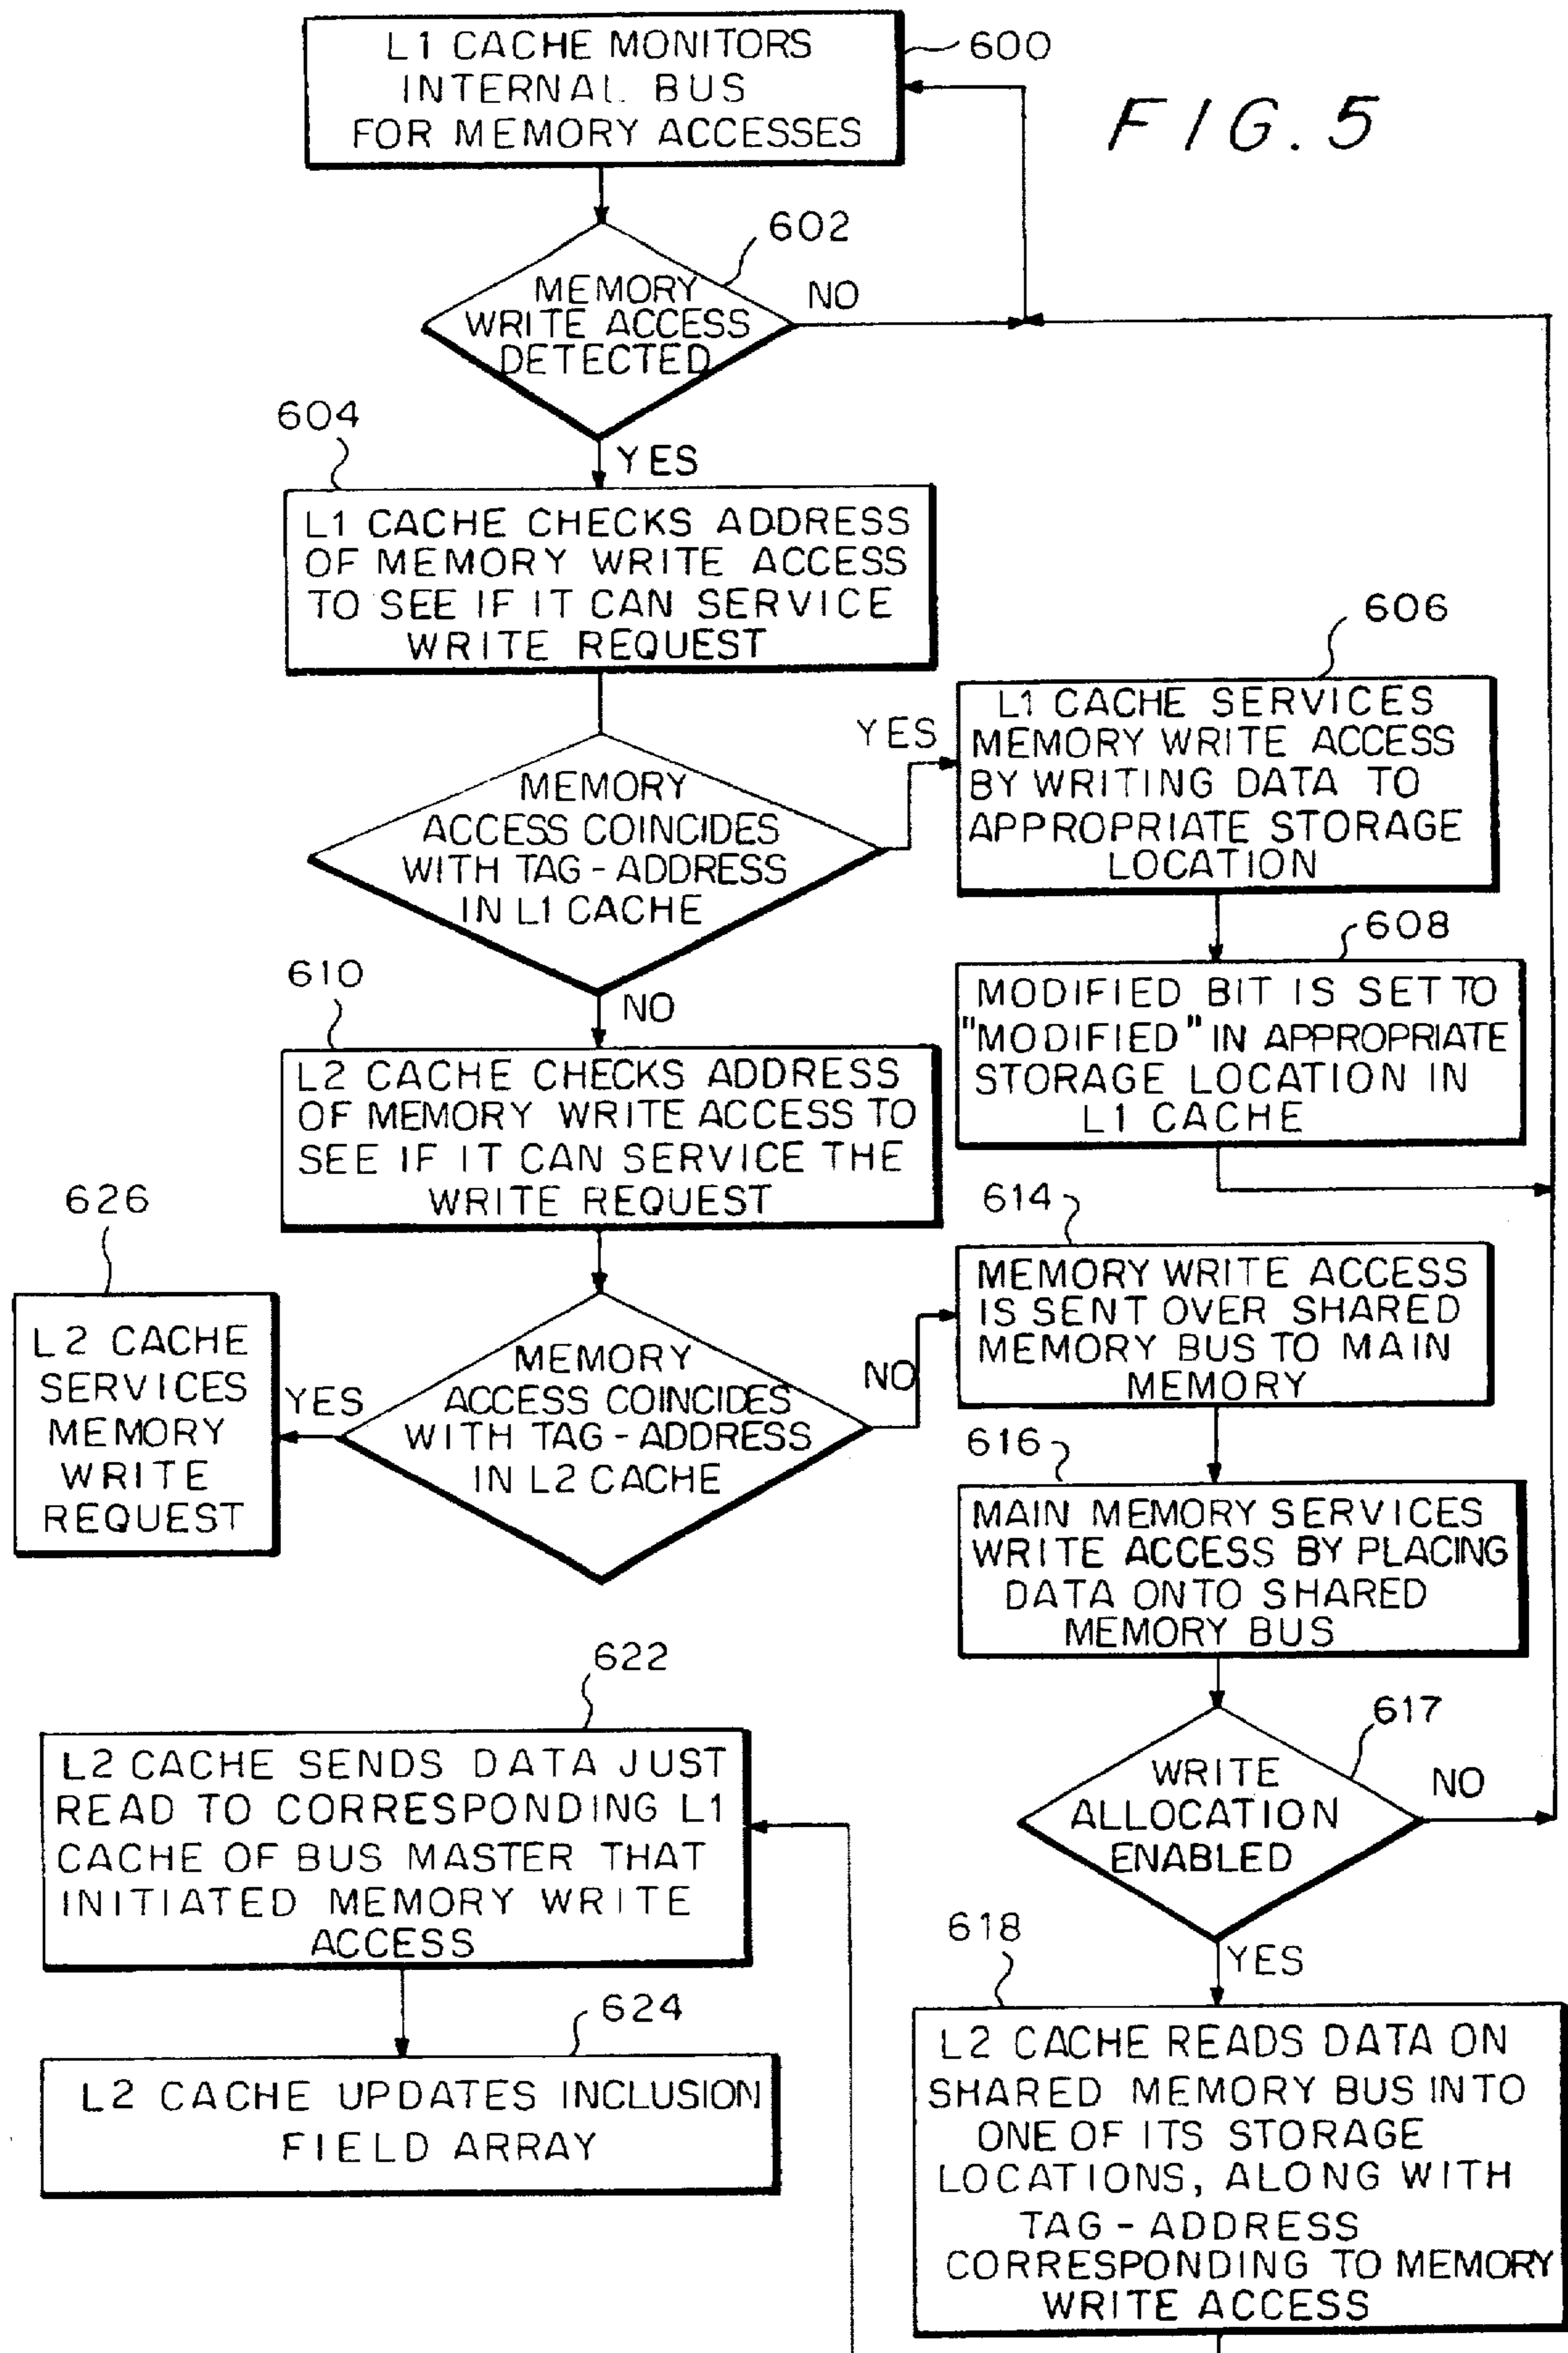 L1 CACHE MONITORS
INTERNAL BUS
FOR MEMORY ACCESSES
600
FIG. 5
602
MEMORY
WRITE ACCESS
DETECTED
NO
YES
604
L1 CACHE CHECKS ADDRESS
OF MEMORY WRITE ACCESS
TO SEE IF IT CAN SERVICE
WRITE REQUEST
606
L1 CACHE SERVICES
MEMORY WRITE ACCESS
BY WRITING DATA TO
APPROPRIATE STORAGE
LOCATION
YES
MEMORY
ACCESS COINCIDES
WITH TAG-ADDRESS
IN L1 CACHE
NO
608
MODIFIED BIT IS SET TO
"MODIFIED" IN APPROPRIATE
STORAGE LOCATION IN
L1 CACHE
610
L2 CACHE CHECKS ADDRESS
OF MEMORY WRITE ACCESS TO
SEE IF IT CAN SERVICE THE
WRITE REQUEST
626
L2 CACHE
SERVICES
MEMORY
WRITE
REQUEST
YES
MEMORY
ACCESS COINCIDES
WITH TAG-ADDRESS
IN L2 CACHE
NO
614
MEMORY WRITE ACCESS
IS SENT OVER SHARED
MEMORY BUS TO MAIN
MEMORY
616
MAIN MEMORY SERVICES
WRITE ACCESS BY PLACING
DATA ONTO SHARED
MEMORY BUS
617
WRITE
ALLOCATION
ENABLED
NO
YES
618
L2 CACHE READS DATA ON
SHARED MEMORY BUS INTO
ONE OF ITS STORAGE
LOCATIONS, ALONG WITH
TAG-ADDRESS
CORRESPONDING TO MEMORY
WRITE ACCESS
622
L2 CACHE SENDS DATA JUST
READ TO CORRESPONDING L1
CACHE OF BUS MASTER THAT
INITIATED MEMORY WRITE
ACCESS
624
L2 CACHE UPDATES INCLUSION
FIELD ARRAY